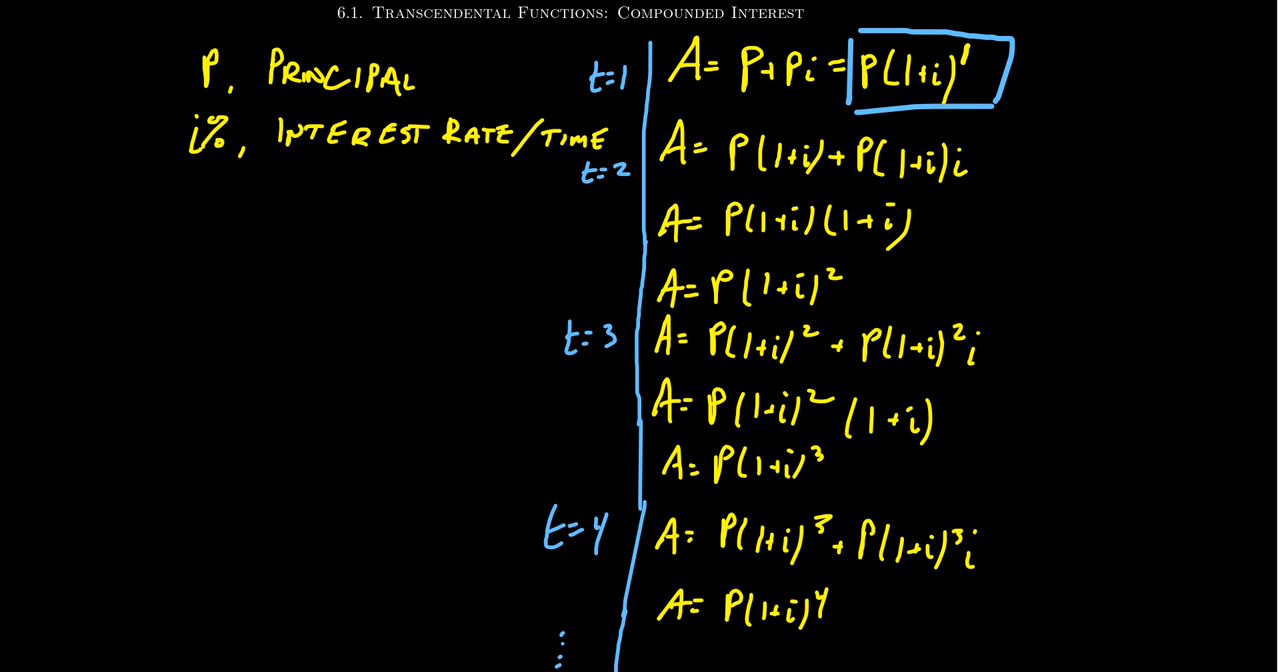 6.1. TRANSCENDENTAL FUNCTIONS: COMPOUNDED INTEREST
P, PRINCIPAL
i%, INTEREST RATE/TIME
t=1
A = P + Pi = P(1+i)¹
t=2
A = P(1+i) + P(1+i)i
A = P(1+i)(1+i)
A = P(1+i)²
t=3
A = P(1+i)² + P(1+i)²i
A = P(1+i)²(1+i)
A = P(1+i)³
t=4
A = P(1+i)³ + P(1+i)³i
A = P(1+i)⁴
⋮